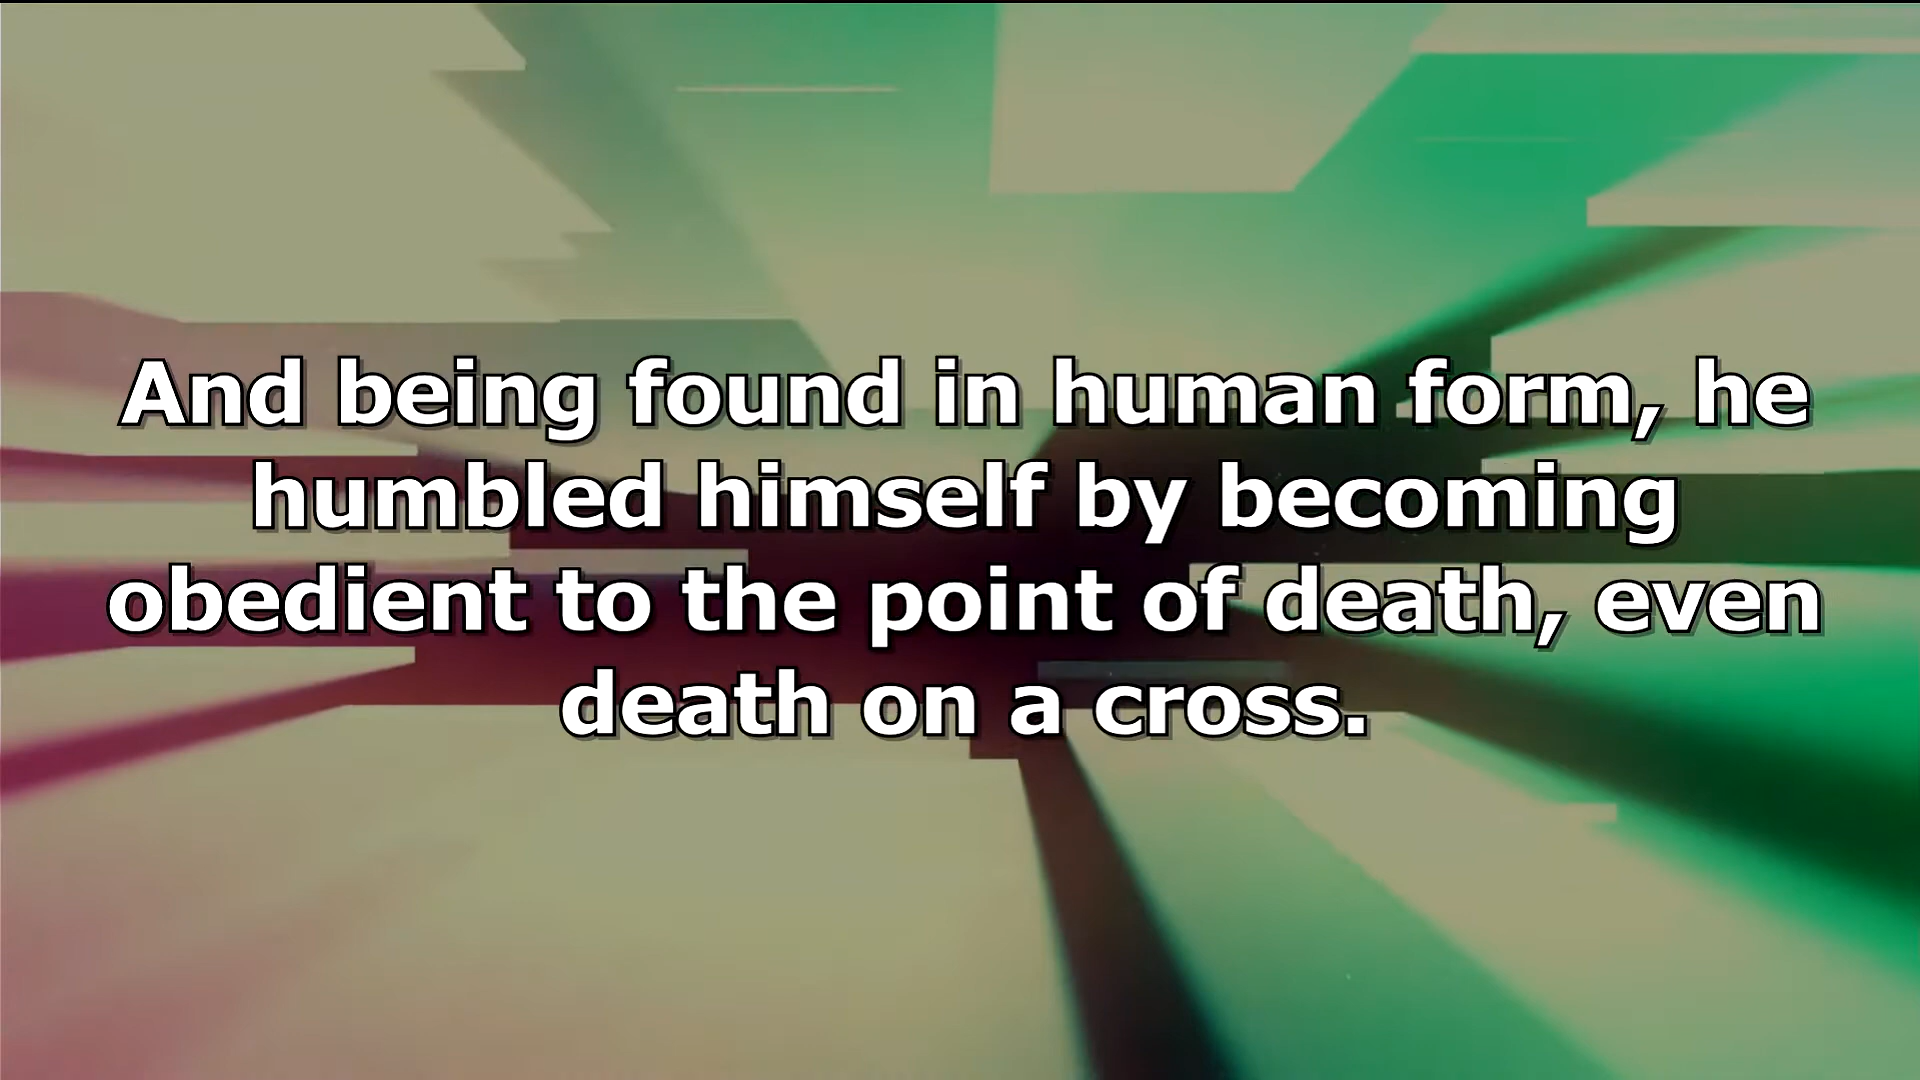 And being found in human form, he
humbled himself by becoming
obedient to the point of death, even
death on a cross.